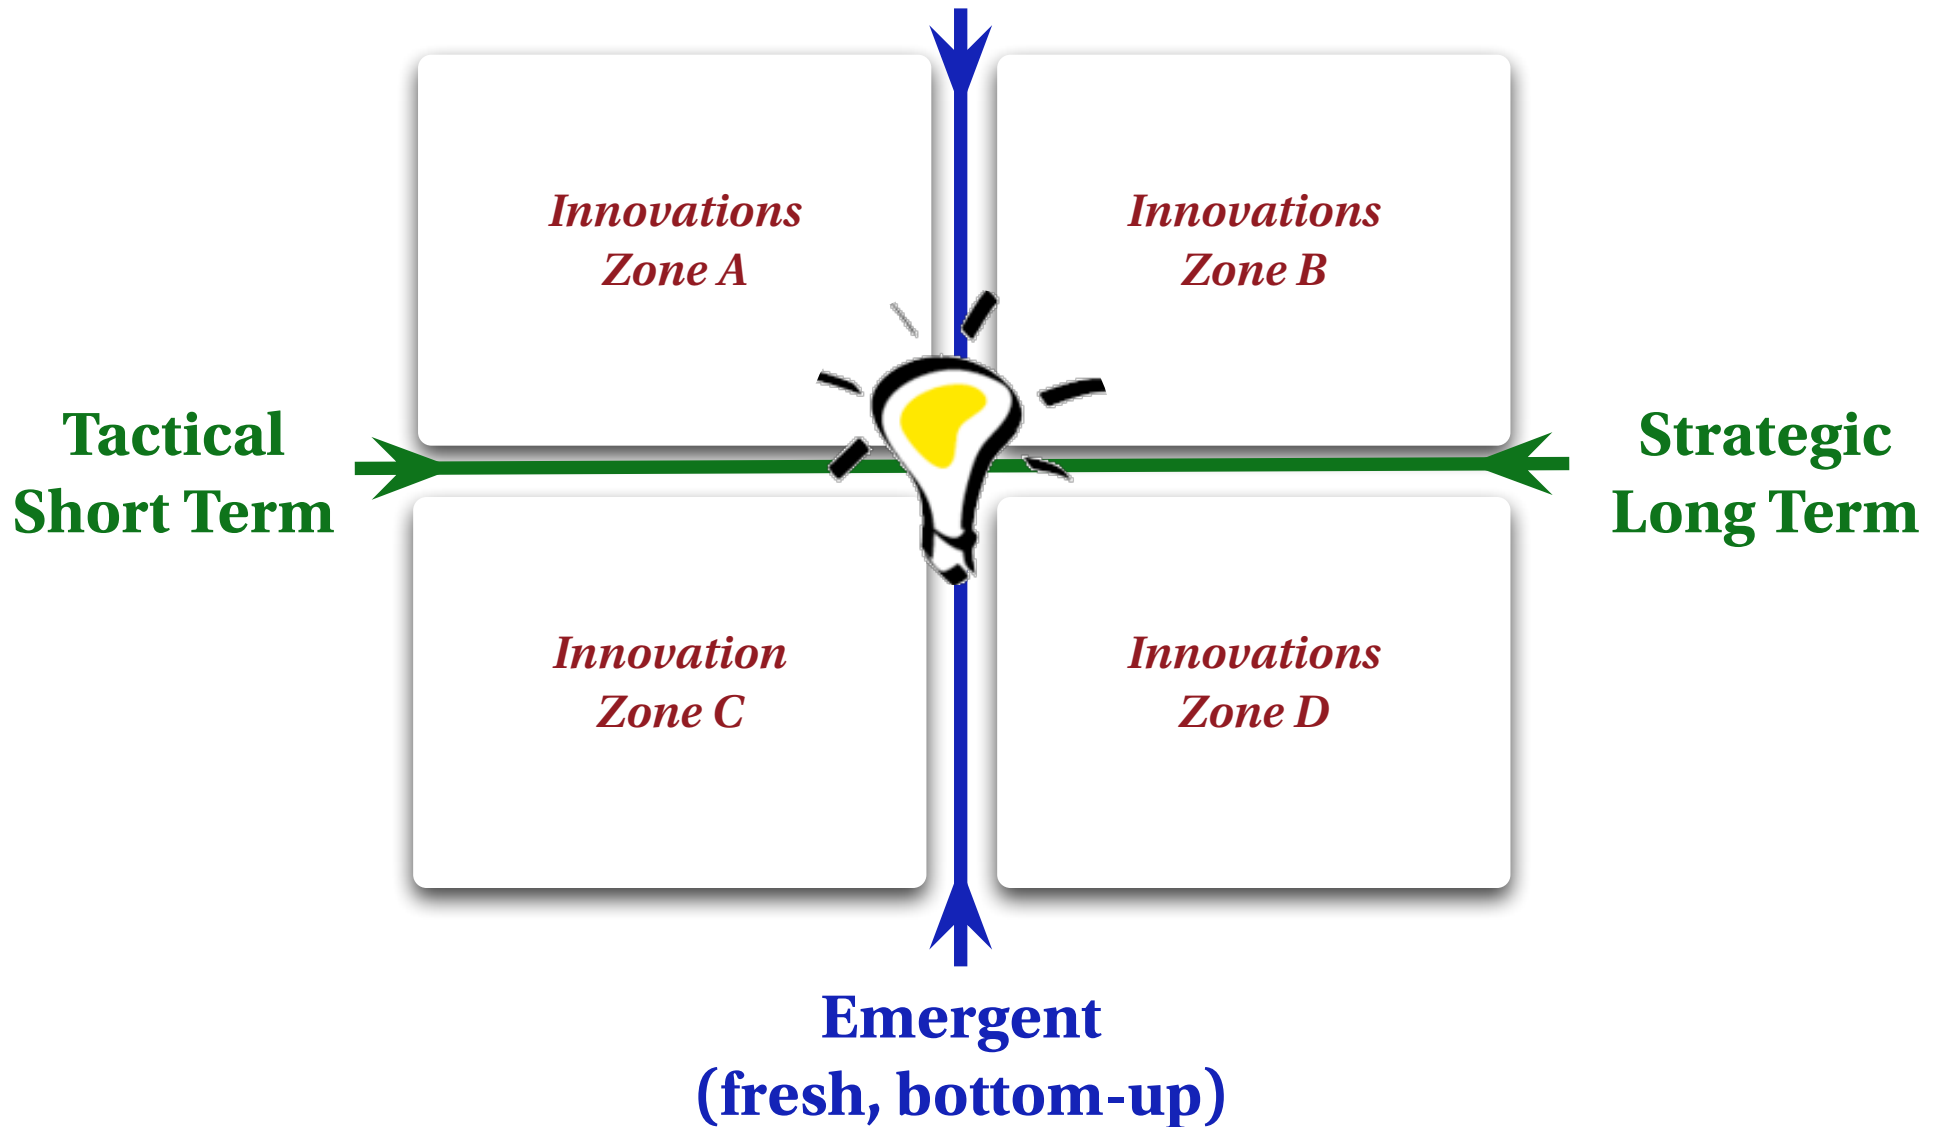 Innovations
Zone A
Innovations
Zone B
Tactical
Short Term
Strategic
Long Term
Innovation
Zone C
Innovations
Zone D
Emergent
(fresh, bottom-up)